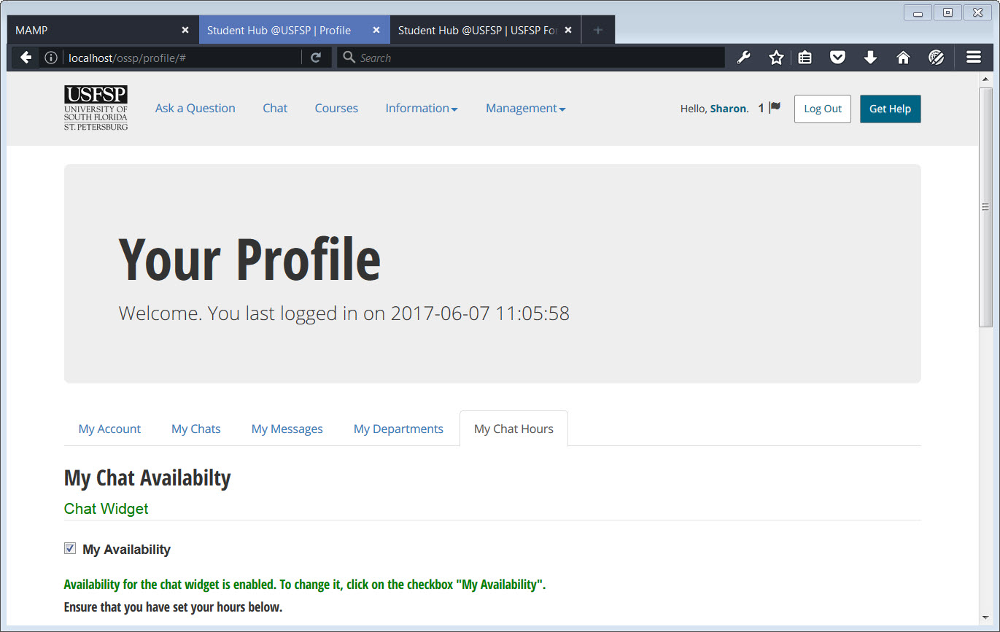 MAMP
Student Hub @USFSP | Profile
Student Hub @USFSP | USFSP For
localhost/ossp/profile/#
Search
USFSP
UNIVERSITY OF
SOUTH FLORIDA
ST. PETERSBURG
Ask a Question
Chat
Courses
Information
Management
Hello, Sharon.
1
Log Out
Get Help
Your Profile
Welcome. You last logged in on 2017-06-07 11:05:58
My Account
My Chats
My Messages
My Departments
My Chat Hours
My Chat Availabilty
Chat Widget
My Availability
Availability for the chat widget is enabled. To change it, click on the checkbox "My Availability".
Ensure that you have set your hours below.